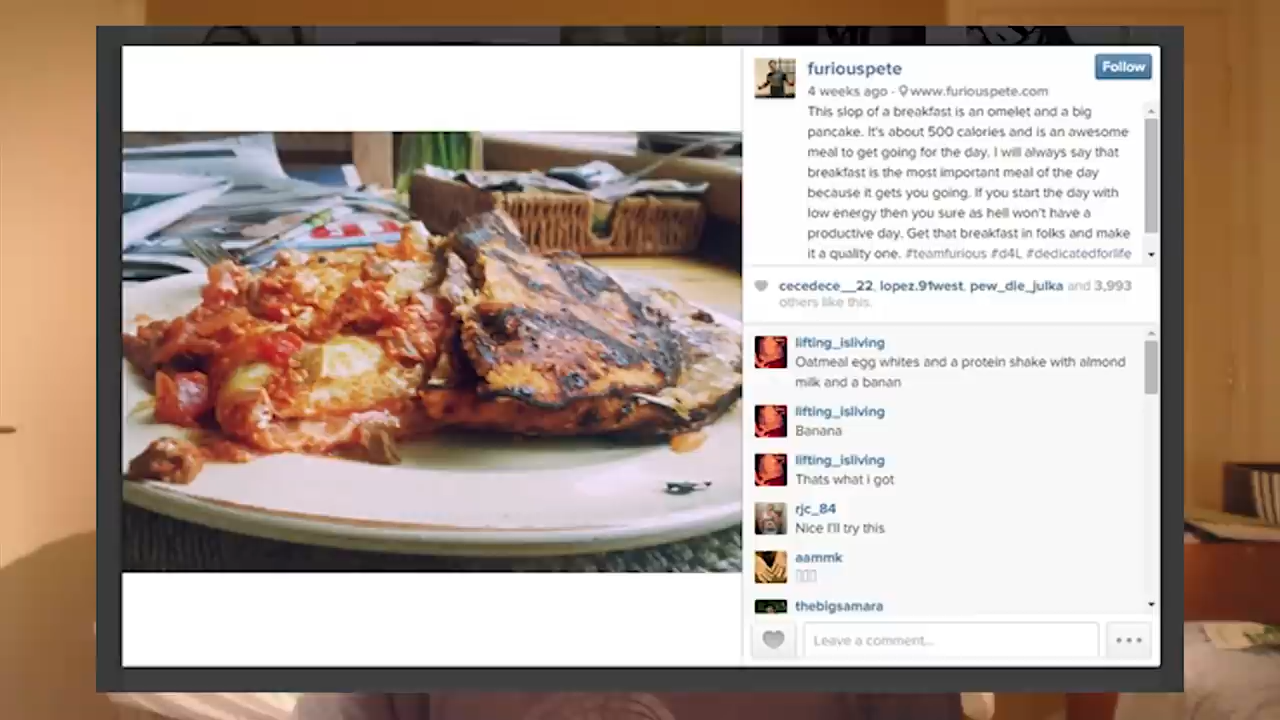 furiouspete
Follow
4 weeks ago - www.furiouspete.com
This slop of a breakfast is an omelet and a big
pancake. It's about 500 calories and is an awesome
meal to get going for the day. I will always say that
breakfast is the most important meal of the day
because it gets you going. If you start the day with
low energy then you sure as hell won't have a
productive day. Get that breakfast in folks and make
it a quality one. #teamfurious #d4L #dedicatedforlife
cecedece__22, lopez.91west, pew_die_julka and 3,993
others like this.
lifting_isliving
Oatmeal egg whites and a protein shake with almond
milk and a banan
lifting_isliving
Banana
lifting_isliving
Thats what i got
rjc_84
Nice I'll try this
aammk
thebigsamara
Leave a comment...